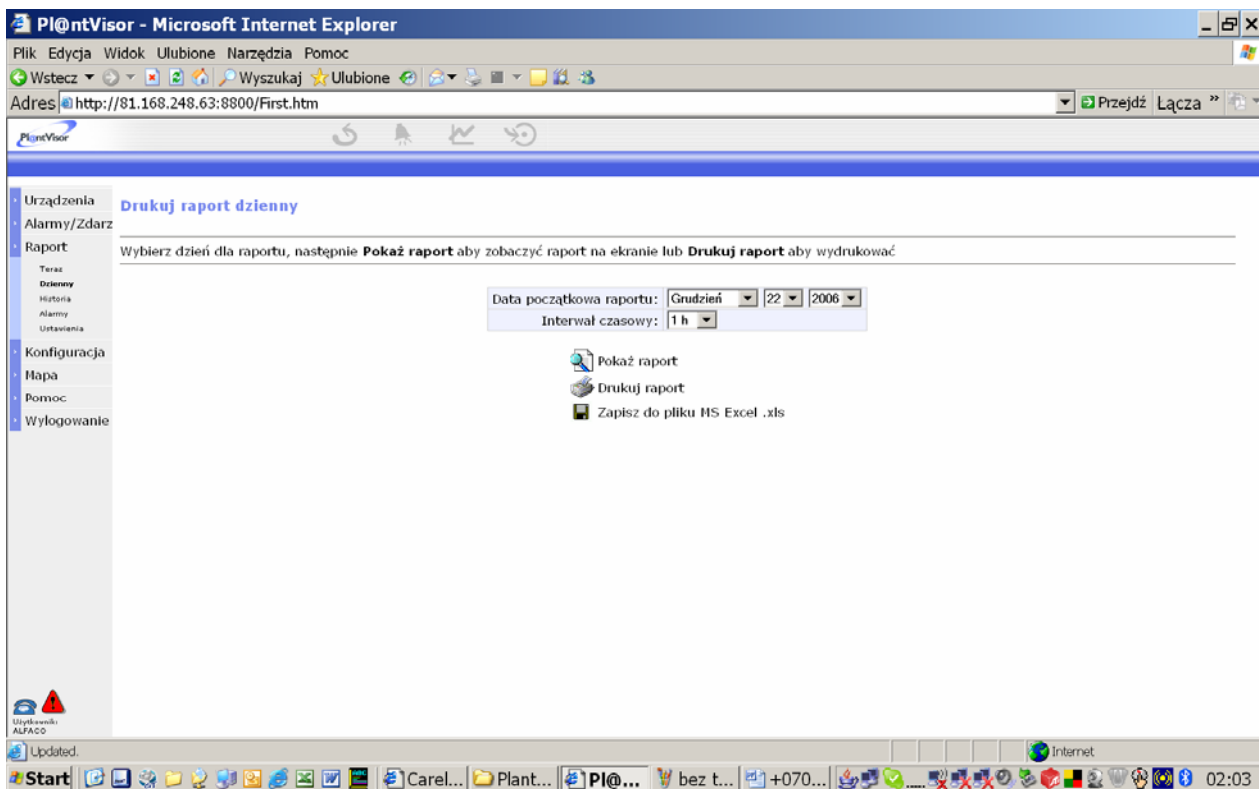 Pl@ntVisor - Microsoft Internet Explorer
Plik Edycja Widok Ulubione Narzędzia Pomoc
Wstecz Wyszukaj Ulubione
Adres http://81.168.248.63:8800/First.htm Przejdź Łącza »
PlantVisor
Urządzenia
Drukuj raport dzienny
Alarmy/Zdarz
Raport
Wybierz dzień dla raportu, następnie Pokaż raport aby zobaczyć raport na ekranie lub Drukuj raport aby wydrukować
Teraz
Dzienny
Historia
Alarmy
Ustawienia
Data początkowa raportu: Grudzień 22 2006
Interwał czasowy: 1 h
Konfiguracja
Mapa
Pomoc
Wylogowanie
Pokaż raport
Drukuj raport
Zapisz do pliku MS Excel .xls
Użytkownik:
ALFACO
Updated. Internet
Start Carel... Plant... Pl@... bez t... +070... 02:03